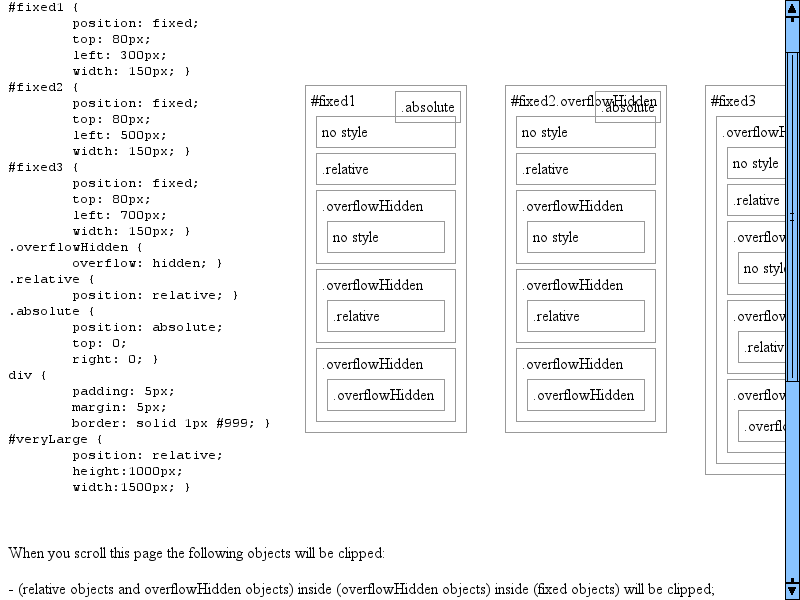 #fixed1 {
position: fixed;
top: 80px;
left: 300px;
width: 150px; }
#fixed2 {
position: fixed;
top: 80px;
left: 500px;
width: 150px; }
#fixed3 {
position: fixed;
top: 80px;
left: 700px;
width: 150px; }
.overflowHidden {
overflow: hidden; }
.relative {
position: relative; }
.absolute {
position: absolute;
top: 0;
right: 0; }
div {
padding: 5px;
margin: 5px;
border: solid 1px #999; }
#veryLarge {
position: relative;
height:1000px;
width:1500px; }
#fixed1
.absolute
no style
.relative
.overflowHidden
no style
.overflowHidden
.relative
.overflowHidden
.overflowHidden
#fixed2.overflowHidden
.absolute
no style
.relative
.overflowHidden
no style
.overflowHidden
.relative
.overflowHidden
.overflowHidden
#fixed3
.overflowH
no style
.relative
.overflow
no style
.overflow
.relativ
.overflow
.overflo
When you scroll this page the following objects will be clipped:
- (relative objects and overflowHidden objects) inside (overflowHidden objects) inside (fixed objects) will be clipped;